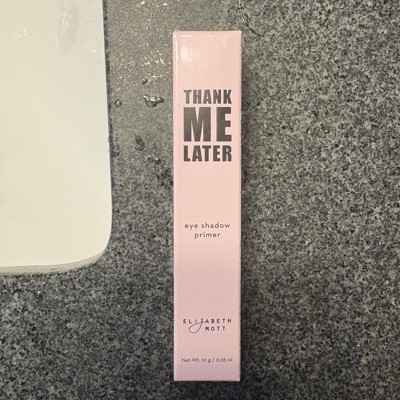 THANK
ME
LATER
eye shadow
primer
ELIZABETH
MOTT
Net Wt. 10 g / 0.35 oz